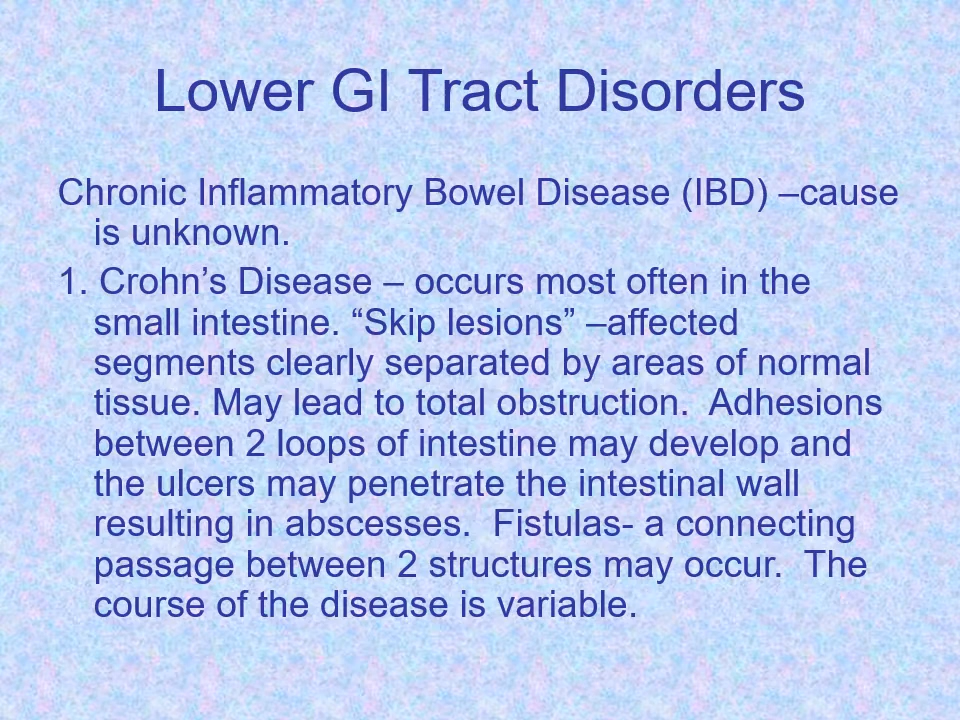 Lower GI Tract Disorders
Chronic Inflammatory Bowel Disease (IBD) –cause
is unknown.
1. Crohn’s Disease – occurs most often in the
small intestine. “Skip lesions” –affected
segments clearly separated by areas of normal
tissue. May lead to total obstruction.  Adhesions
between 2 loops of intestine may develop and
the ulcers may penetrate the intestinal wall
resulting in abscesses.  Fistulas- a connecting
passage between 2 structures may occur.  The
course of the disease is variable.